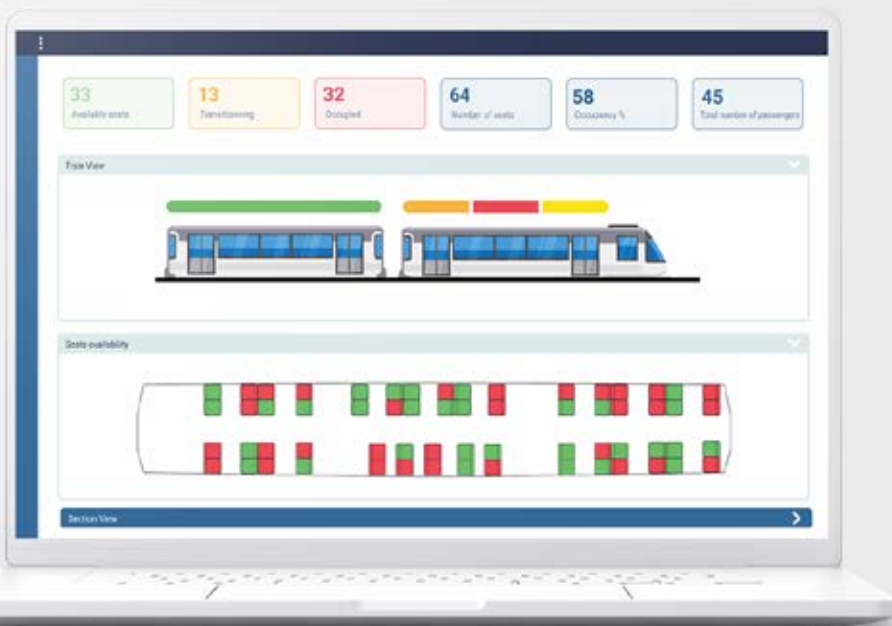 33
Available seats
13
Transitionning
32
Occupied
64
Number of seats
58
Occupancy %
45
Total number of passengers
Train View
Seats availability
Section View